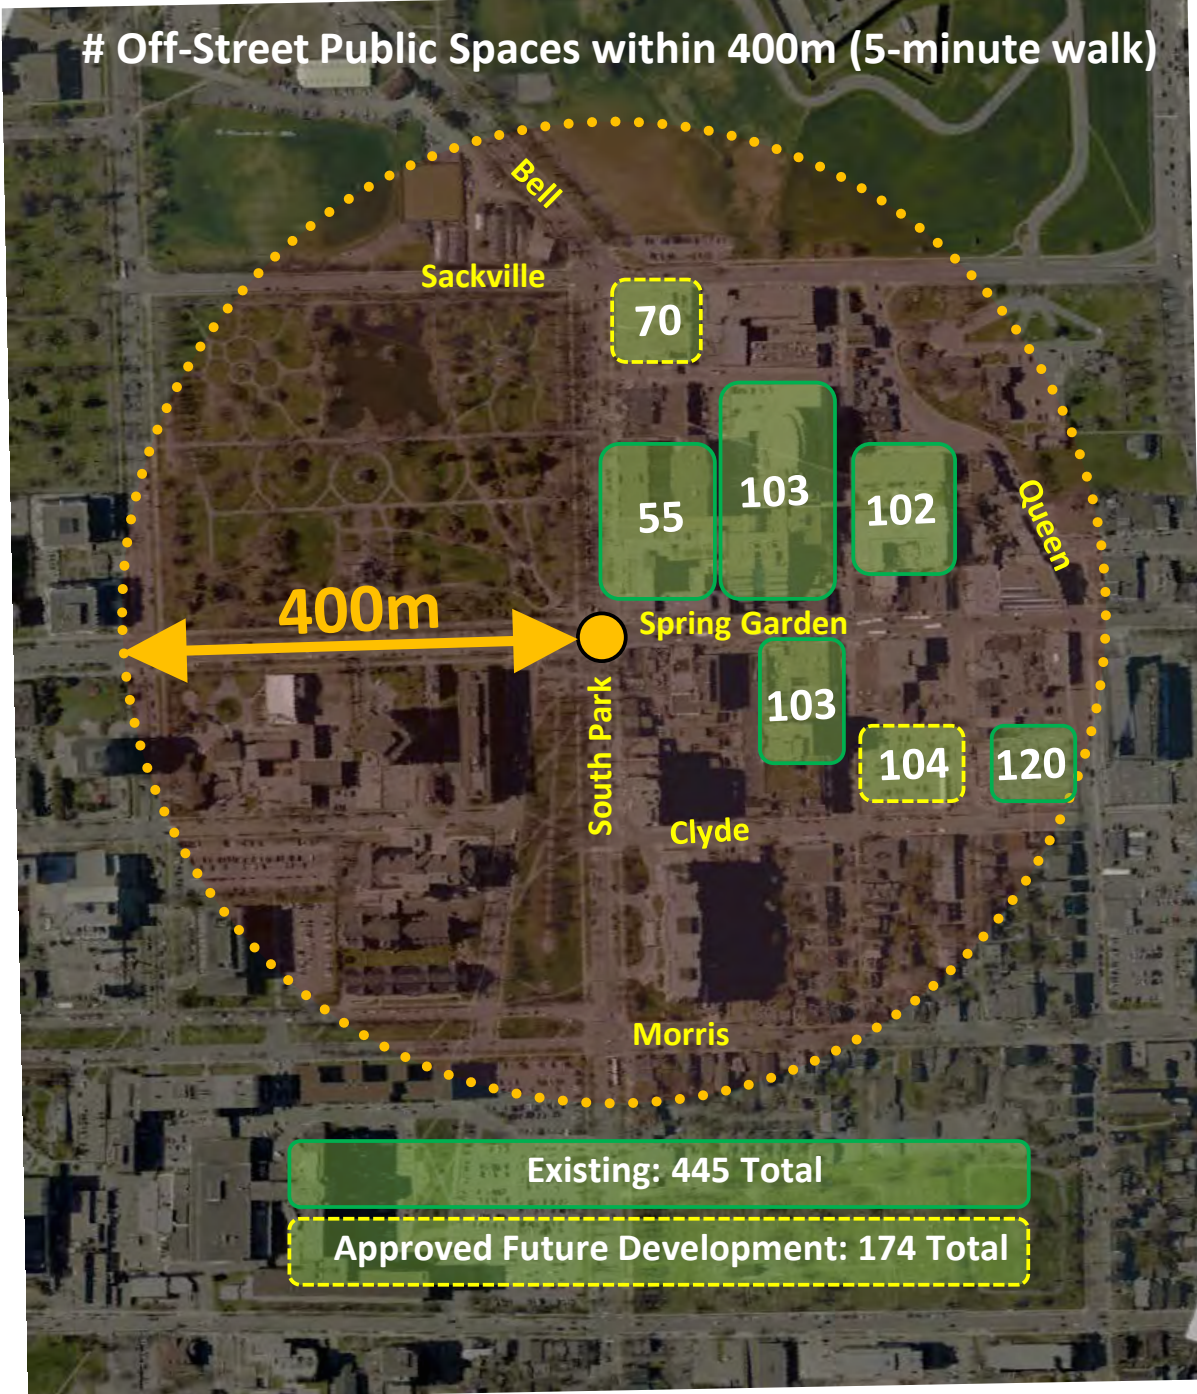 # Off-Street Public Spaces within 400m (5-minute walk)
Bell
Sackville
70
103
55
102
Queen
400m
Spring Garden
South Park
103
104
120
Clyde
Morris
Existing: 445 Total
Approved Future Development: 174 Total